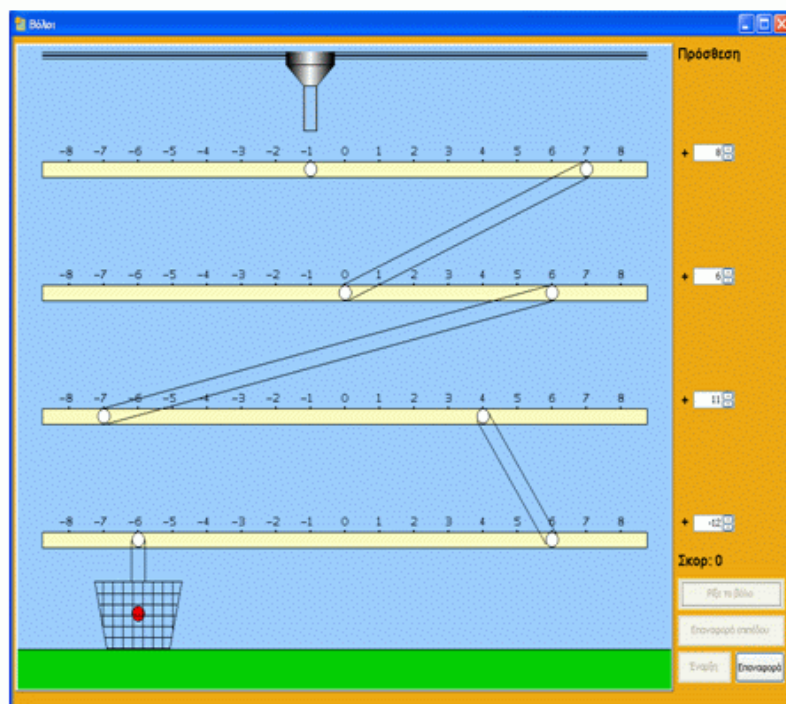 Βόλοι
Πρόσθεση
-8 -7 -6 -5 -4 -3 -2 -1 0 1 2 3 4 5 6 7 8
+ 8
-8 -7 -6 -5 -4 -3 -2 -1 0 1 2 3 4 5 6 7 8
+ 6
-8 -7 -6 -5 -4 -3 -2 -1 0 1 2 3 4 5 6 7 8
+ 11
-8 -7 -6 -5 -4 -3 -2 -1 0 1 2 3 4 5 6 7 8
+ -12
Σκορ: 0
Ρίξε το βόλο
Επαναφορά επιπέδου
Έναρξη
Επαναφορά